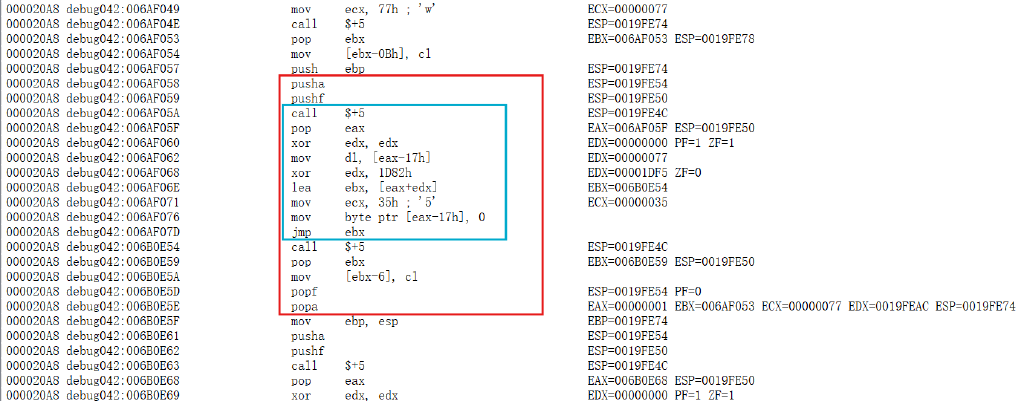 000020A8 debug042:006AF049 mov ecx, 77h ; 'w' ECX=00000077
000020A8 debug042:006AF04E call $+5 ESP=0019FE74
000020A8 debug042:006AF053 pop ebx EBX=006AF053 ESP=0019FE78
000020A8 debug042:006AF054 mov [ebx-0Bh], cl
000020A8 debug042:006AF057 push ebp ESP=0019FE74
000020A8 debug042:006AF058 pusha ESP=0019FE54
000020A8 debug042:006AF059 pushf ESP=0019FE50
000020A8 debug042:006AF05A call $+5 ESP=0019FE4C
000020A8 debug042:006AF05F pop eax EAX=006AF05F ESP=0019FE50
000020A8 debug042:006AF060 xor edx, edx EDX=00000000 PF=1 ZF=1
000020A8 debug042:006AF062 mov dl, [eax-17h] EDX=00000077
000020A8 debug042:006AF068 xor edx, 1D82h EDX=00001DF5 ZF=0
000020A8 debug042:006AF06E lea ebx, [eax+edx] EBX=006B0E54
000020A8 debug042:006AF071 mov ecx, 35h ; '5' ECX=00000035
000020A8 debug042:006AF076 mov byte ptr [eax-17h], 0
000020A8 debug042:006AF07D jmp ebx
000020A8 debug042:006B0E54 call $+5 ESP=0019FE4C
000020A8 debug042:006B0E59 pop ebx EBX=006B0E59 ESP=0019FE50
000020A8 debug042:006B0E5A mov [ebx-6], cl
000020A8 debug042:006B0E5D popf ESP=0019FE54 PF=0
000020A8 debug042:006B0E5E popa EAX=00000001 EBX=006AF053 ECX=00000077 EDX=0019FEAC ESP=0019FE74
000020A8 debug042:006B0E5F mov ebp, esp EBP=0019FE74
000020A8 debug042:006B0E61 pusha ESP=0019FE54
000020A8 debug042:006B0E62 pushf ESP=0019FE50
000020A8 debug042:006B0E63 call $+5 ESP=0019FE4C
000020A8 debug042:006B0E68 pop eax EAX=006B0E68 ESP=0019FE50
000020A8 debug042:006B0E69 xor edx, edx EDX=00000000 PF=1 ZF=1